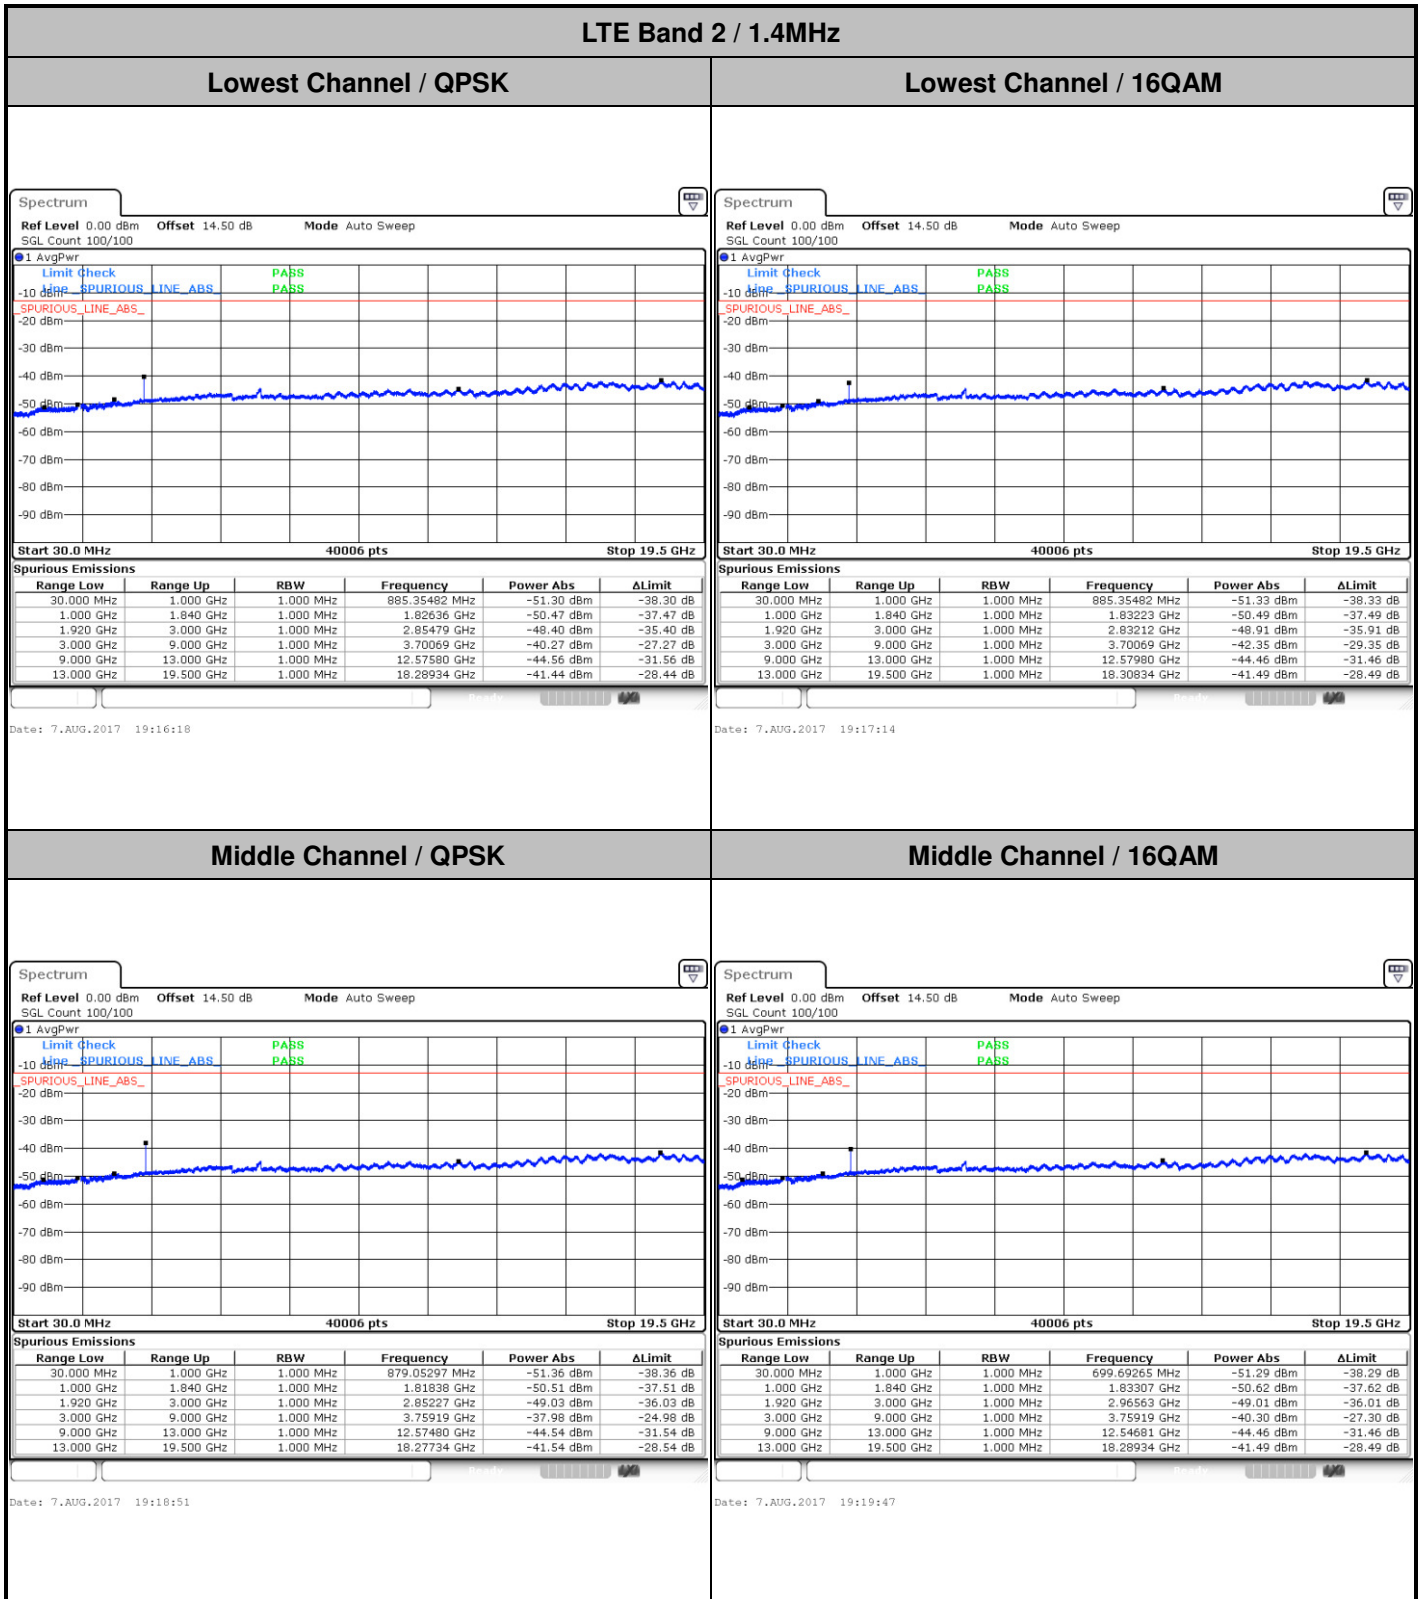 LTE Band 2 / 1.4MHz
Lowest Channel / QPSK
Lowest Channel / 16QAM
Spectrum
Ref Level 0.00 dBm Offset 14.50 dB Mode Auto Sweep
SGL Count 100/100
1 AvgPwr
Limit Check PASS
Line _SPURIOUS_LINE_ABS_ PASS
-10 dBm
_SPURIOUS_LINE_ABS_
-20 dBm
-30 dBm
-40 dBm
-50 dBm
-60 dBm
-70 dBm
-80 dBm
-90 dBm
Start 30.0 MHz 40006 pts Stop 19.5 GHz
Spurious Emissions
Range Low Range Up RBW Frequency Power Abs ΔLimit
30.000 MHz 1.000 GHz 1.000 MHz 885.35482 MHz -51.30 dBm -38.30 dB
1.000 GHz 1.840 GHz 1.000 MHz 1.82636 GHz -50.47 dBm -37.47 dB
1.920 GHz 3.000 GHz 1.000 MHz 2.85479 GHz -48.40 dBm -35.40 dB
3.000 GHz 9.000 GHz 1.000 MHz 3.70069 GHz -40.27 dBm -27.27 dB
9.000 GHz 13.000 GHz 1.000 MHz 12.57580 GHz -44.56 dBm -31.56 dB
13.000 GHz 19.500 GHz 1.000 MHz 18.28934 GHz -41.44 dBm -28.44 dB
Ready
Date: 7.AUG.2017 19:16:18
Spectrum
Ref Level 0.00 dBm Offset 14.50 dB Mode Auto Sweep
SGL Count 100/100
1 AvgPwr
Limit Check PASS
Line _SPURIOUS_LINE_ABS_ PASS
-10 dBm
_SPURIOUS_LINE_ABS_
-20 dBm
-30 dBm
-40 dBm
-50 dBm
-60 dBm
-70 dBm
-80 dBm
-90 dBm
Start 30.0 MHz 40006 pts Stop 19.5 GHz
Spurious Emissions
Range Low Range Up RBW Frequency Power Abs ΔLimit
30.000 MHz 1.000 GHz 1.000 MHz 885.35482 MHz -51.33 dBm -38.33 dB
1.000 GHz 1.840 GHz 1.000 MHz 1.83223 GHz -50.49 dBm -37.49 dB
1.920 GHz 3.000 GHz 1.000 MHz 2.83212 GHz -48.91 dBm -35.91 dB
3.000 GHz 9.000 GHz 1.000 MHz 3.70069 GHz -42.35 dBm -29.35 dB
9.000 GHz 13.000 GHz 1.000 MHz 12.57980 GHz -44.46 dBm -31.46 dB
13.000 GHz 19.500 GHz 1.000 MHz 18.30834 GHz -41.49 dBm -28.49 dB
Ready
Date: 7.AUG.2017 19:17:14
Middle Channel / QPSK
Middle Channel / 16QAM
Spectrum
Ref Level 0.00 dBm Offset 14.50 dB Mode Auto Sweep
SGL Count 100/100
1 AvgPwr
Limit Check PASS
Line _SPURIOUS_LINE_ABS_ PASS
-10 dBm
_SPURIOUS_LINE_ABS_
-20 dBm
-30 dBm
-40 dBm
-50 dBm
-60 dBm
-70 dBm
-80 dBm
-90 dBm
Start 30.0 MHz 40006 pts Stop 19.5 GHz
Spurious Emissions
Range Low Range Up RBW Frequency Power Abs ΔLimit
30.000 MHz 1.000 GHz 1.000 MHz 879.05297 MHz -51.36 dBm -38.36 dB
1.000 GHz 1.840 GHz 1.000 MHz 1.81838 GHz -50.51 dBm -37.51 dB
1.920 GHz 3.000 GHz 1.000 MHz 2.85227 GHz -49.03 dBm -36.03 dB
3.000 GHz 9.000 GHz 1.000 MHz 3.75919 GHz -37.98 dBm -24.98 dB
9.000 GHz 13.000 GHz 1.000 MHz 12.57480 GHz -44.54 dBm -31.54 dB
13.000 GHz 19.500 GHz 1.000 MHz 18.27734 GHz -41.54 dBm -28.54 dB
Ready
Date: 7.AUG.2017 19:18:51
Spectrum
Ref Level 0.00 dBm Offset 14.50 dB Mode Auto Sweep
SGL Count 100/100
1 AvgPwr
Limit Check PASS
Line _SPURIOUS_LINE_ABS_ PASS
-10 dBm
_SPURIOUS_LINE_ABS_
-20 dBm
-30 dBm
-40 dBm
-50 dBm
-60 dBm
-70 dBm
-80 dBm
-90 dBm
Start 30.0 MHz 40006 pts Stop 19.5 GHz
Spurious Emissions
Range Low Range Up RBW Frequency Power Abs ΔLimit
30.000 MHz 1.000 GHz 1.000 MHz 699.69265 MHz -51.29 dBm -38.29 dB
1.000 GHz 1.840 GHz 1.000 MHz 1.83307 GHz -50.62 dBm -37.62 dB
1.920 GHz 3.000 GHz 1.000 MHz 2.96563 GHz -49.01 dBm -36.01 dB
3.000 GHz 9.000 GHz 1.000 MHz 3.75919 GHz -40.30 dBm -27.30 dB
9.000 GHz 13.000 GHz 1.000 MHz 12.54681 GHz -44.46 dBm -31.46 dB
13.000 GHz 19.500 GHz 1.000 MHz 18.28934 GHz -41.49 dBm -28.49 dB
Ready
Date: 7.AUG.2017 19:19:47